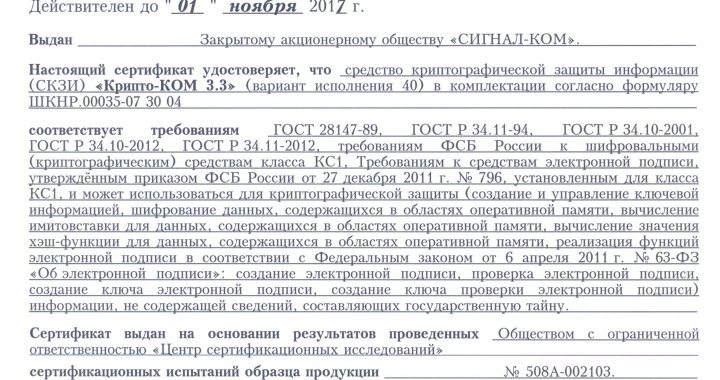 Действителен до " 01 " ноября 2017 г.
Выдан Закрытому акционерному обществу «СИГНАЛ-КОМ».
Настоящий сертификат удостоверяет, что средство криптографической защиты информации
(СКЗИ) «Крипто-КОМ 3.3» (вариант исполнения 40) в комплектации согласно формуляру
ШКНР.00035-07 30 04
соответствует требованиям ГОСТ 28147-89, ГОСТ Р 34.11-94, ГОСТ Р 34.10-2001,
ГОСТ Р 34.10-2012, ГОСТ Р 34.11-2012, требованиям ФСБ России к шифровальным
(криптографическим) средствам класса КС1, Требованиям к средствам электронной подписи,
утверждённым приказом ФСБ России от 27 декабря 2011 г. № 796, установленным для класса
КС1, и может использоваться для криптографической защиты (создание и управление ключевой
информацией, шифрование данных, содержащихся в областях оперативной памяти, вычисление
имитовставки для данных, содержащихся в областях оперативной памяти, вычисление значения
хэш-функции для данных, содержащихся в областях оперативной памяти, реализация функций
электронной подписи в соответствии с Федеральным законом от 6 апреля 2011 г. № 63-ФЗ
«Об электронной подписи»: создание электронной подписи, проверка электронной подписи,
создание ключа электронной подписи, создание ключа проверки электронной подписи)
информации, не содержащей сведений, составляющих государственную тайну.
Сертификат выдан на основании результатов проведенных Обществом с ограниченной
ответственностью «Центр сертификационных исследований»
сертификационных испытаний образца продукции № 508А-002103.